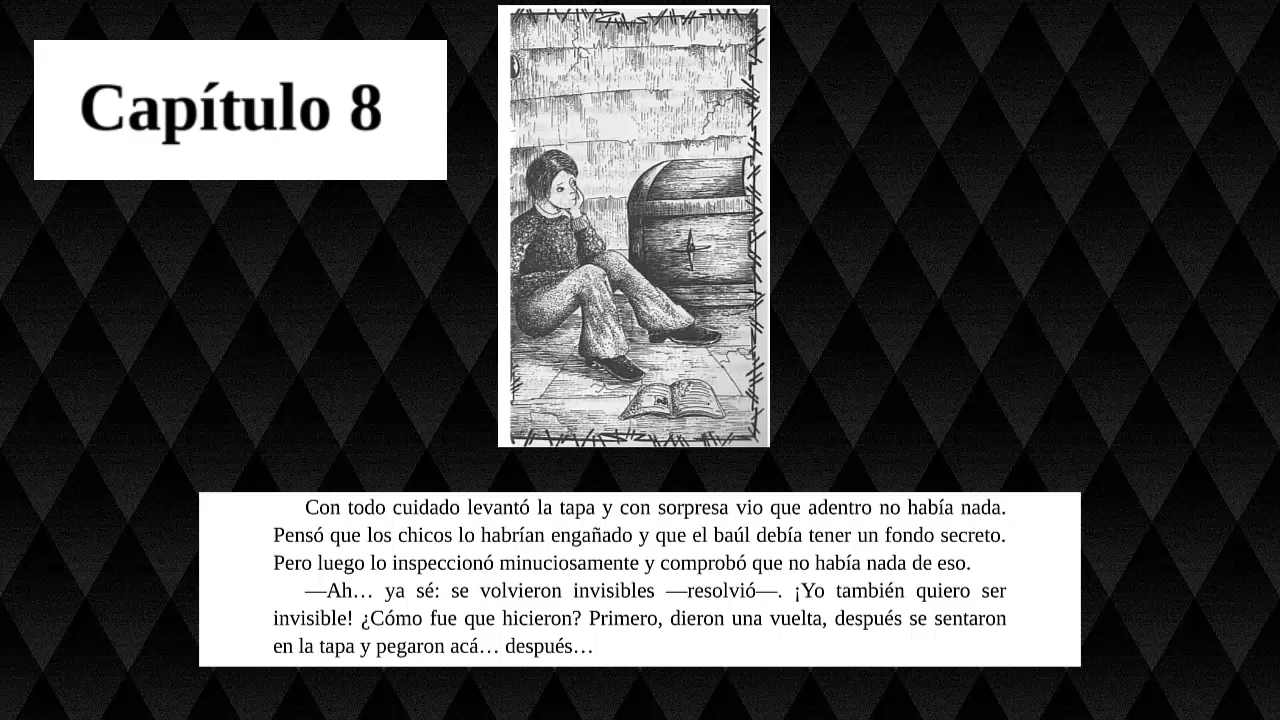 Capítulo 8
Con todo cuidado levantó la tapa y con sorpresa vio que adentro no había nada.
Pensó que los chicos lo habrían engañado y que el baúl debía tener un fondo secreto.
Pero luego lo inspeccionó minuciosamente y comprobó que no había nada de eso.
—Ah… ya sé: se volvieron invisibles —resolvió—. ¡Yo también quiero ser
invisible! ¿Cómo fue que hicieron? Primero, dieron una vuelta, después se sentaron
en la tapa y pegaron acá… después…